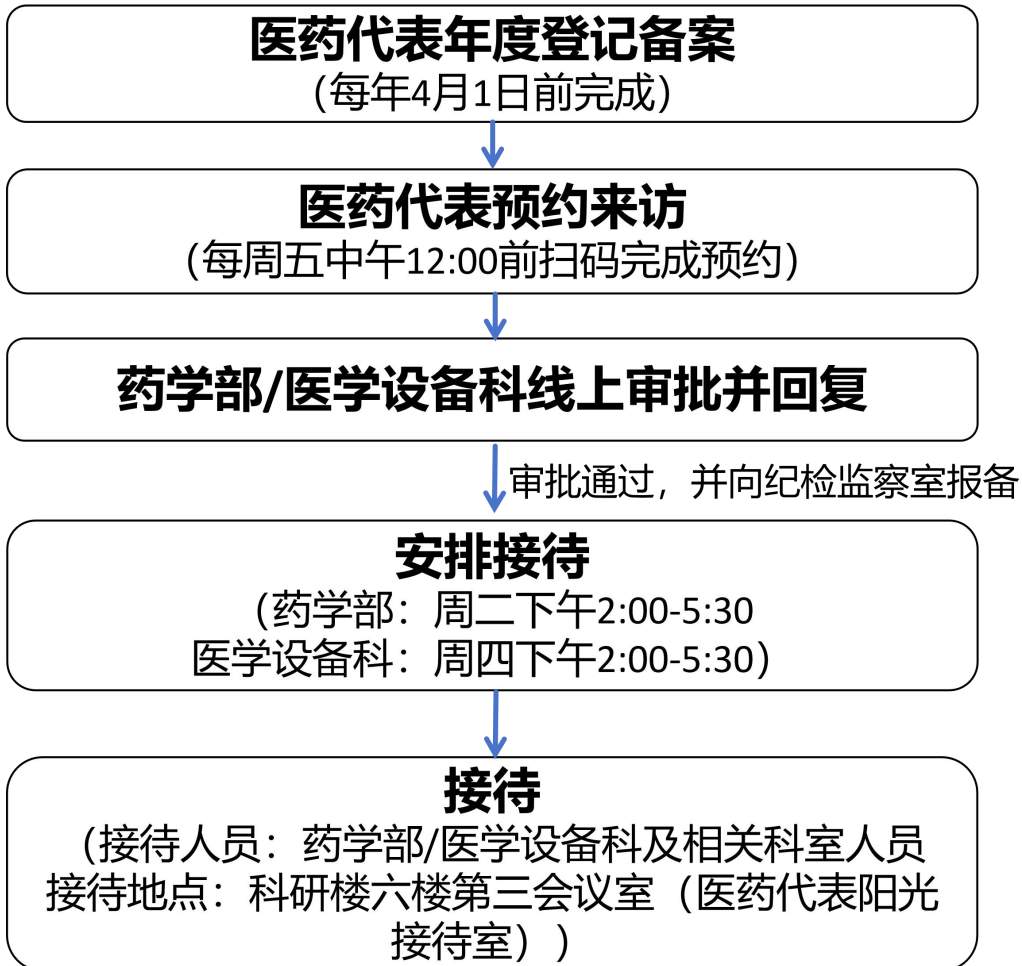 医药代表年度登记备案
（每年4月1日前完成）
医药代表预约来访
（每周五中午12:00前扫码完成预约）
药学部/医学设备科线上审批并回复
审批通过，并向纪检监察室报备
安排接待
（药学部：周二下午2:00-5:30
医学设备科：周四下午2:00-5:30）
接待
（接待人员：药学部/医学设备科及相关科室人员
接待地点：科研楼六楼第三会议室（医药代表阳光
接待室））